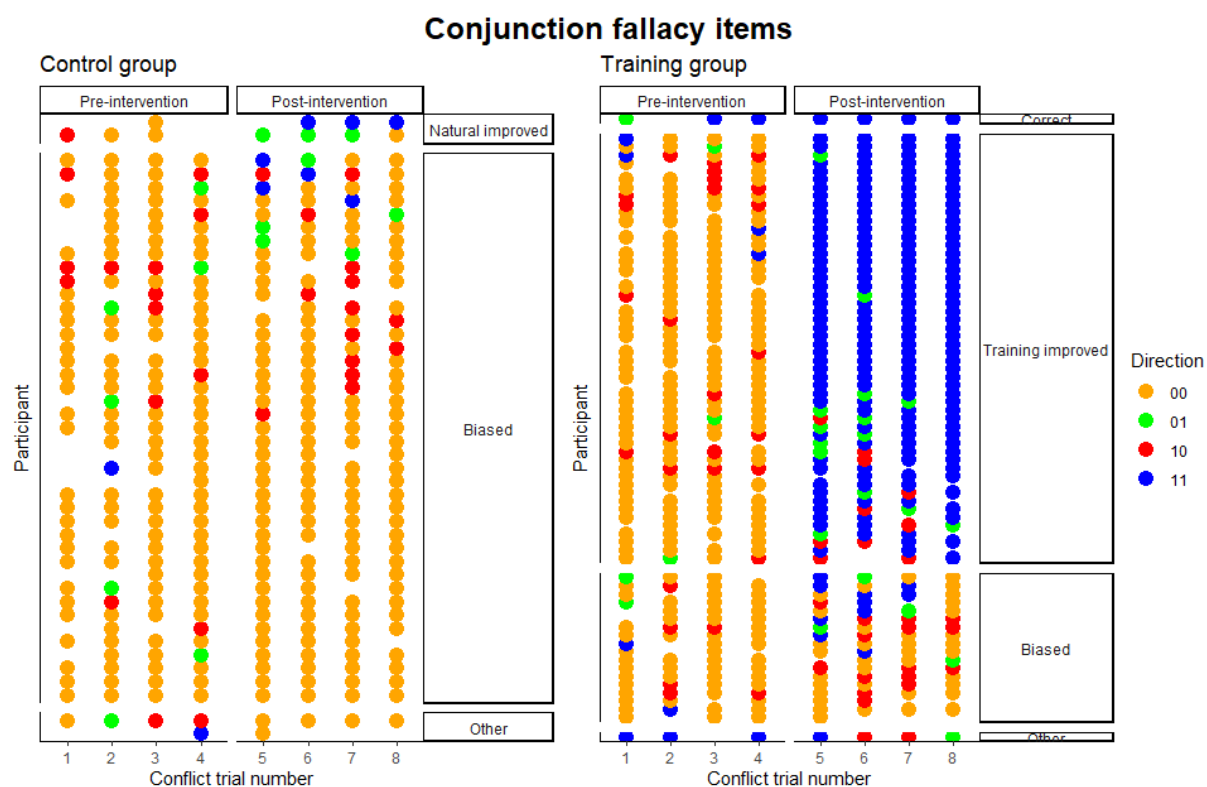 Conjunction fallacy items
Control group
Pre-intervention
Post-intervention
Natural improved
Biased
Other
Participant
1 2 3 4 5 6 7 8
Conflict trial number
Training group
Pre-intervention
Post-intervention
Correct
Training improved
Biased
Other
Participant
1 2 3 4 5 6 7 8
Conflict trial number
Direction
00
01
10
11